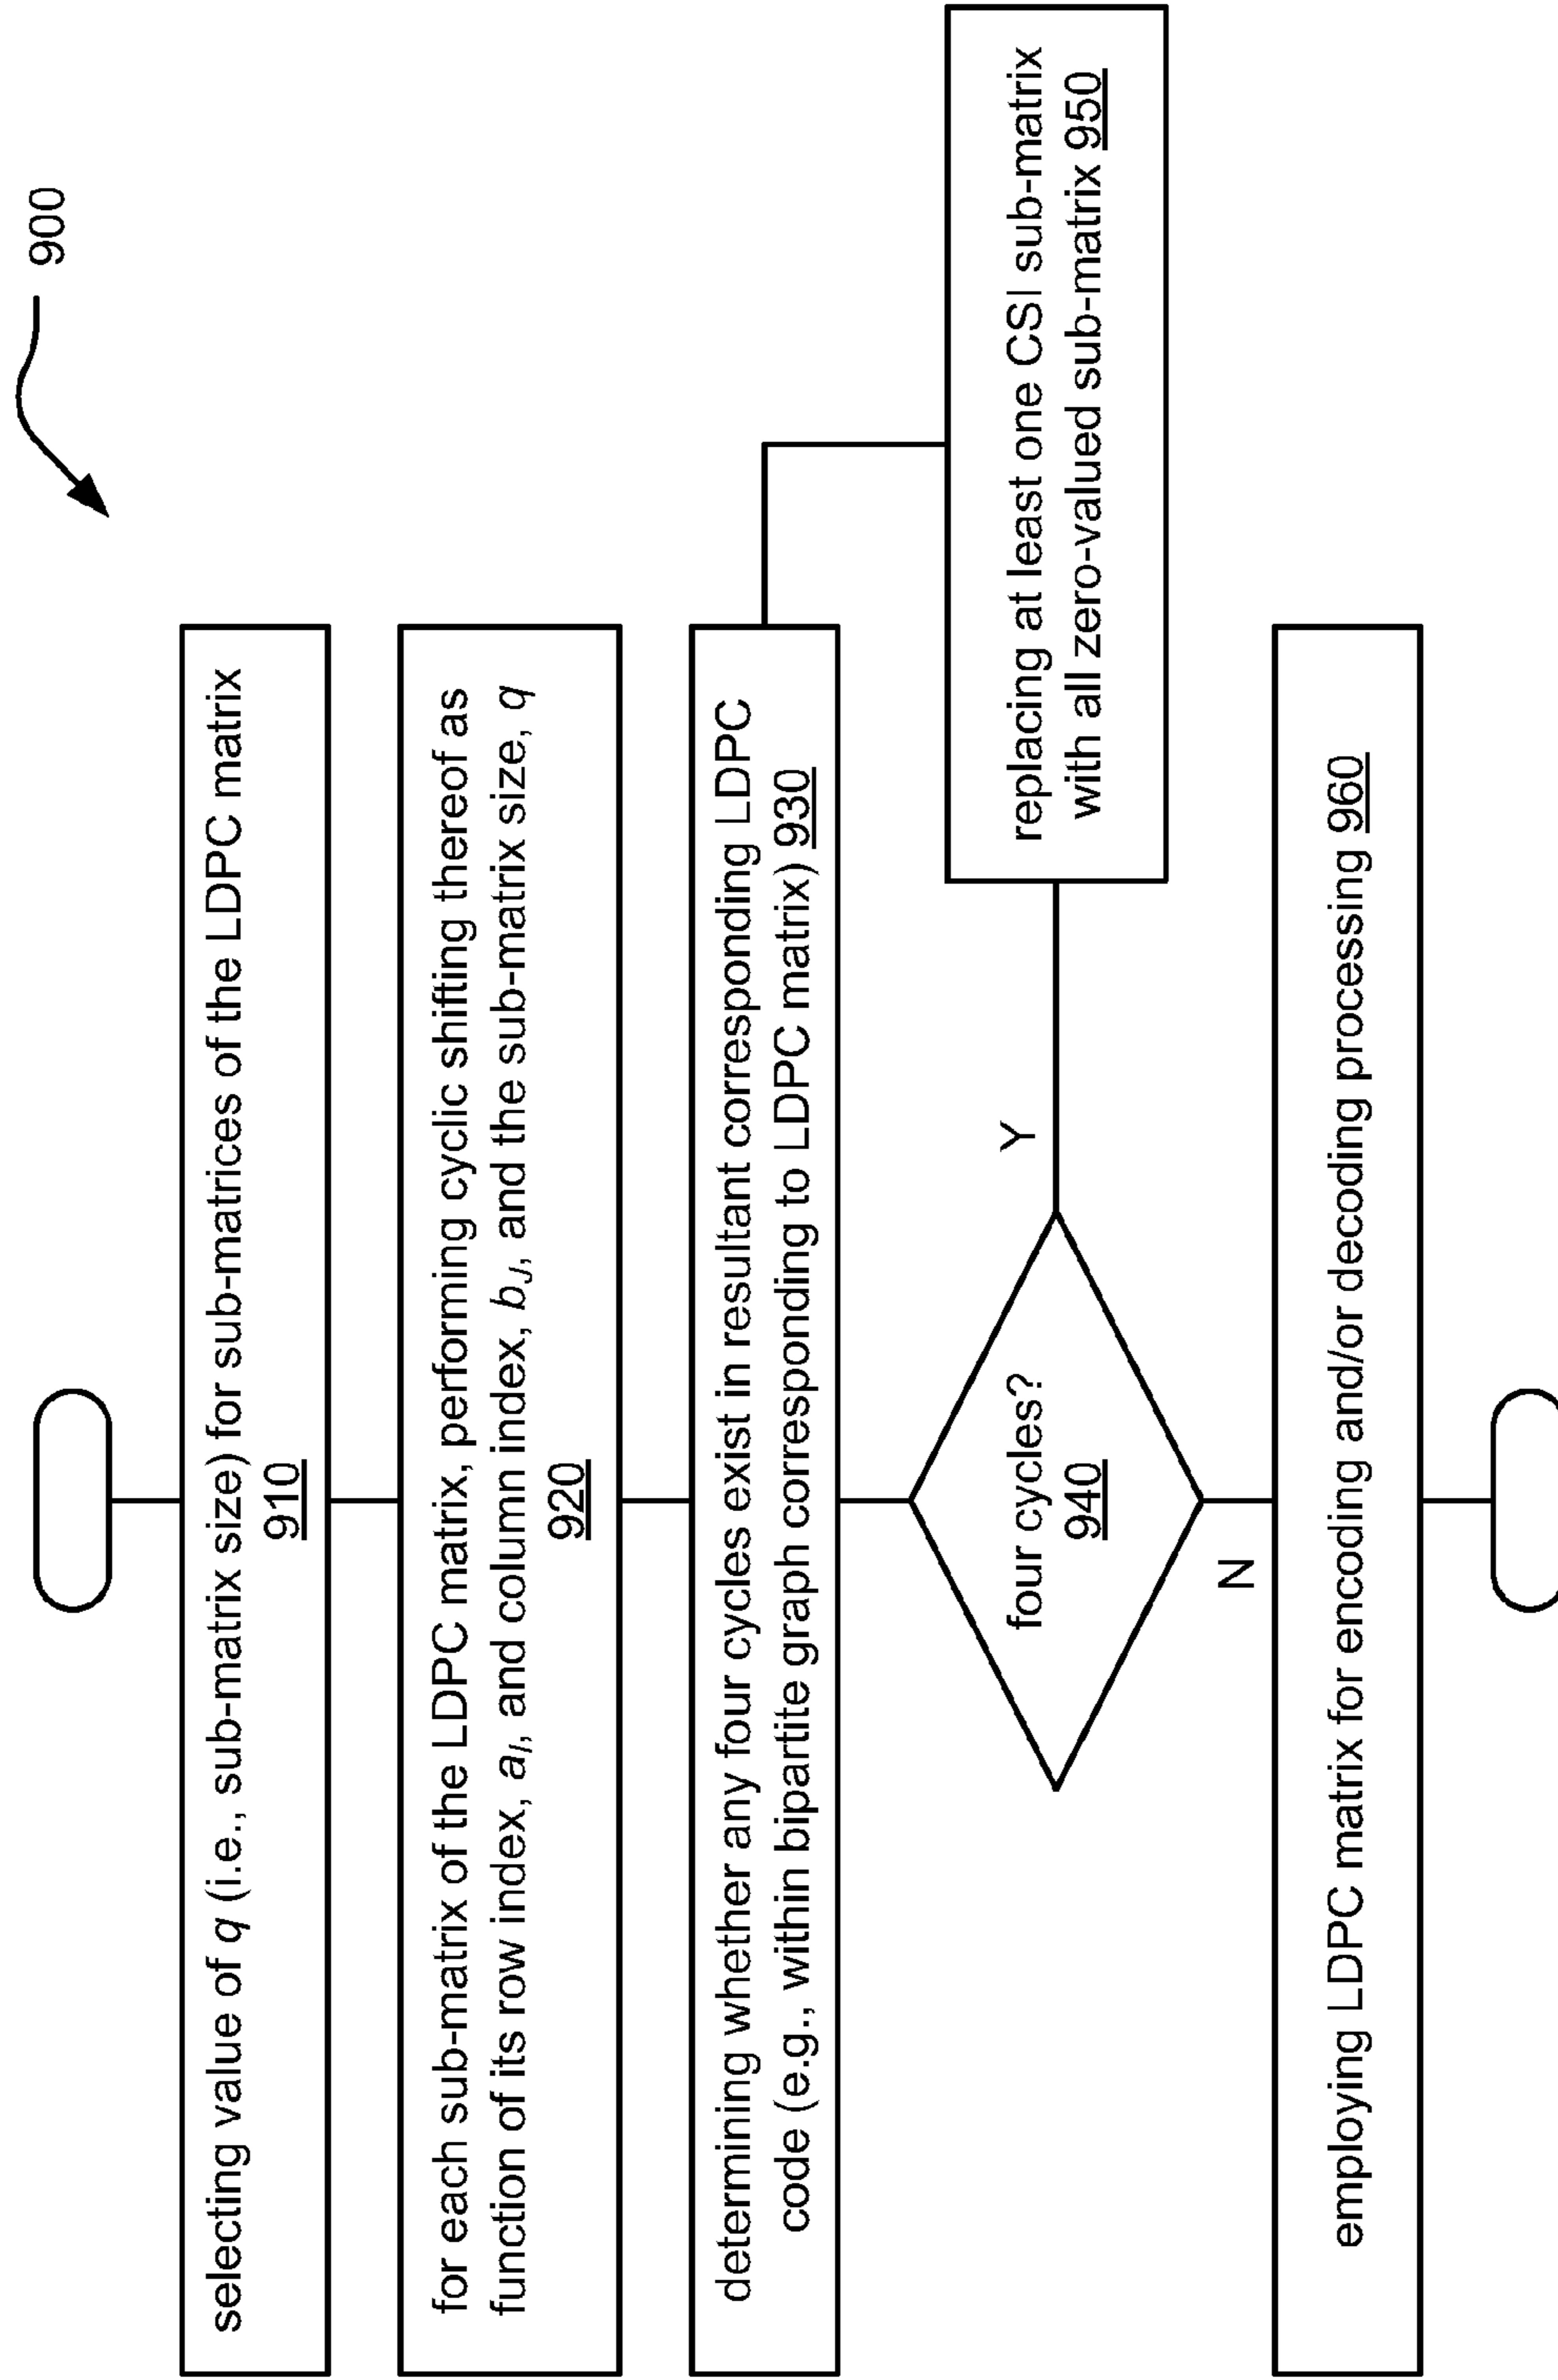 900
selecting value of q (i.e., sub-matrix size) for sub-matrices of the LDPC matrix
910
for each sub-matrix of the LDPC matrix, performing cyclic shifting thereof as
function of its row index, aI, and column index, bJ, and the sub-matrix size, q
920
determining whether any four cycles exist in resultant corresponding LDPC
code (e.g., within bipartite graph corresponding to LDPC matrix) 930
four cycles?
940
Y
N
replacing at least one CSI sub-matrix
with all zero-valued sub-matrix 950
employing LDPC matrix for encoding and/or decoding processing 960